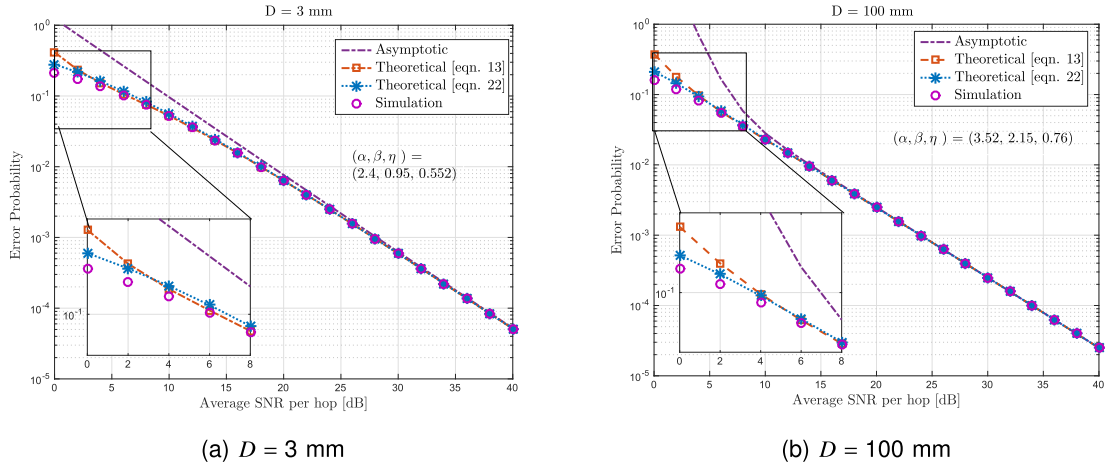 D = 3 mm
Error Probability
10^0
10^-1
10^-2
10^-3
10^-4
10^-5
Asymptotic
Theoretical [eqn. 13]
Theoretical [eqn. 22]
Simulation
(α, β, η ) =
(2.4, 0.95, 0.552)
10^-1
0 2 4 6 8
0 5 10 15 20 25 30 35 40
Average SNR per hop [dB]
(a) D = 3 mm
D = 100 mm
Error Probability
10^0
10^-1
10^-2
10^-3
10^-4
10^-5
Asymptotic
Theoretical [eqn. 13]
Theoretical [eqn. 22]
Simulation
(α, β, η ) = (3.52, 2.15, 0.76)
10^-1
0 2 4 6 8
0 5 10 15 20 25 30 35 40
Average SNR per hop [dB]
(b) D = 100 mm